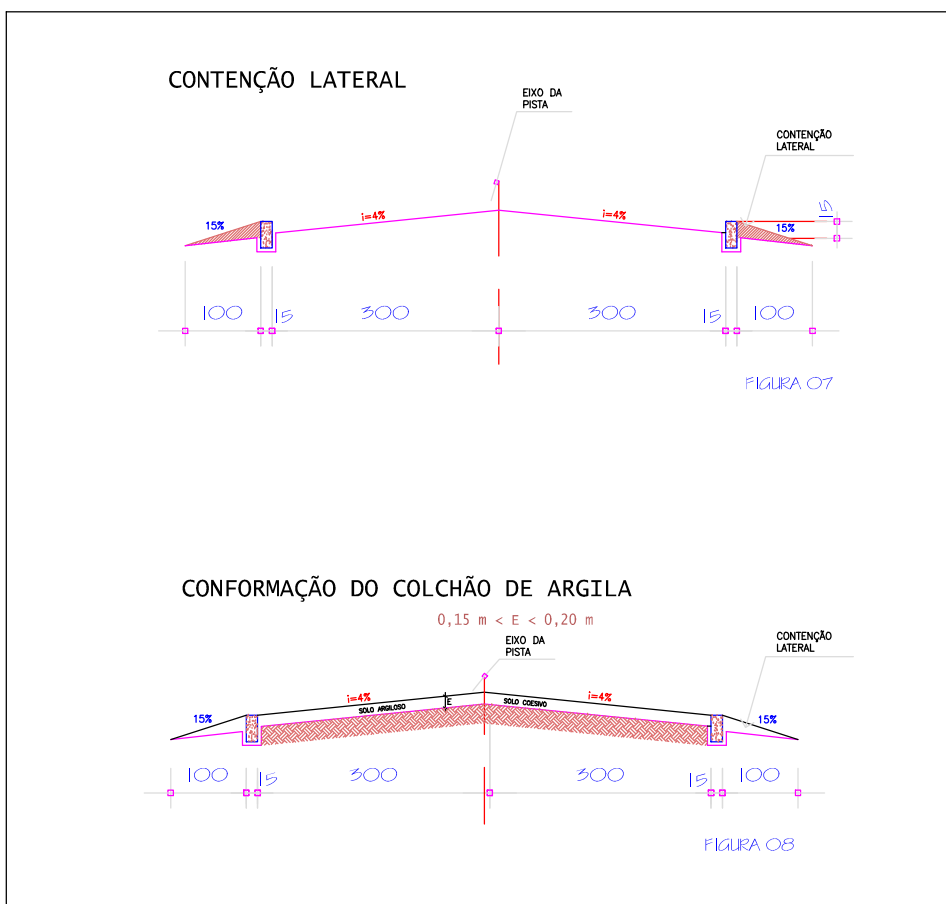 CONTENÇÃO LATERAL
EIXO DA
PISTA
CONTENÇÃO
LATERAL
15%
i=4%
i=4%
15%
15
100
15
300
300
15
100
FIGURA 07
CONFORMAÇÃO DO COLCHÃO DE ARGILA
0,15 m < E < 0,20 m
EIXO DA
PISTA
CONTENÇÃO
LATERAL
15%
i=4%
SOLO ARGILOSO
E
SOLO COESIVO
i=4%
15%
100
15
300
300
15
100
FIGURA 08